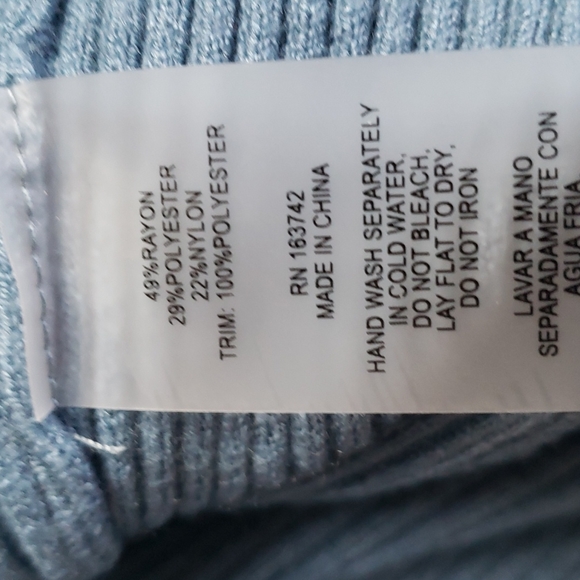 49%RAYON
29%POLYESTER
22%NYLON
TRIM: 100%POLYESTER
RN 163742
MADE IN CHINA
HAND WASH SEPARATELY
IN COLD WATER,
DO NOT BLEACH,
LAY FLAT TO DRY,
DO NOT IRON
LAVAR A MANO
SEPARADAMENTE CON
AGUA FRIA